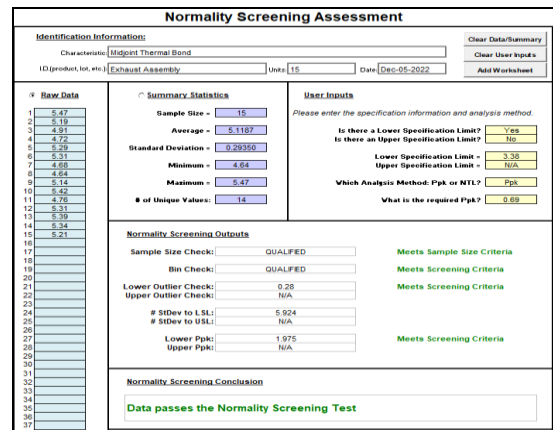 Normality Screening Assessment
Identification Information:
Clear Data/Summary
Characteristic: Midjoint Thermal Bond
Clear User Inputs
I.D.(product, lot, etc.) Exhaust Assembly Units: 15 Date: Dec-05-2022
Add Worksheet
Raw Data Summary Statistics User Inputs
1 5.47
2 5.19
3 4.91
4 4.72
5 5.29
6 5.31
7 4.68
8 4.64
9 5.14
10 5.42
11 4.76
12 5.31
13 5.39
14 5.34
15 5.21
16
17
18
19
20
21
22
23
24
25
26
27
28
29
30
31
32
33
34
35
36
37
Sample Size = 15
Average = 5.1187
Standard Deviation = 0.29350
Minimum = 4.64
Maximum = 5.47
# of Unique Values: 14
Please enter the specification information and analysis method.
Is there a Lower Specification Limit? Yes
Is there an Upper Specification Limit? No
Lower Specification Limit = 3.38
Upper Specification Limit = N/A
Which Analysis Method: Ppk or NTL? Ppk
What is the required Ppk? 0.69
Normality Screening Outputs
Sample Size Check: QUALIFIED Meets Sample Size Criteria
Bin Check: QUALIFIED Meets Screening Criteria
Lower Outlier Check: 0.28 Meets Screening Criteria
Upper Outlier Check: N/A
# StDev to LSL: 5.924
# StDev to USL: N/A
Lower Ppk: 1.975 Meets Screening Criteria
Upper Ppk: N/A
Normality Screening Conclusion
Data passes the Normality Screening Test